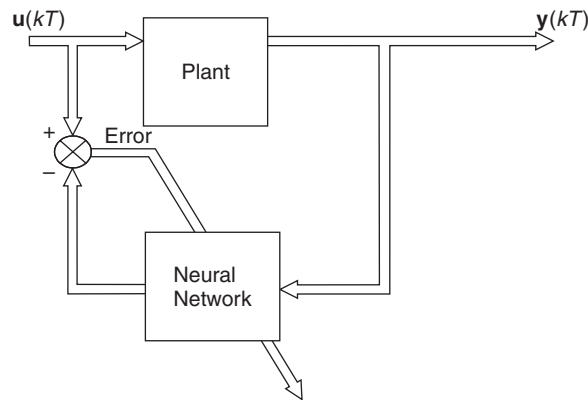 u(kT)
y(kT)
Plant
+
Error
−
Neural
Network